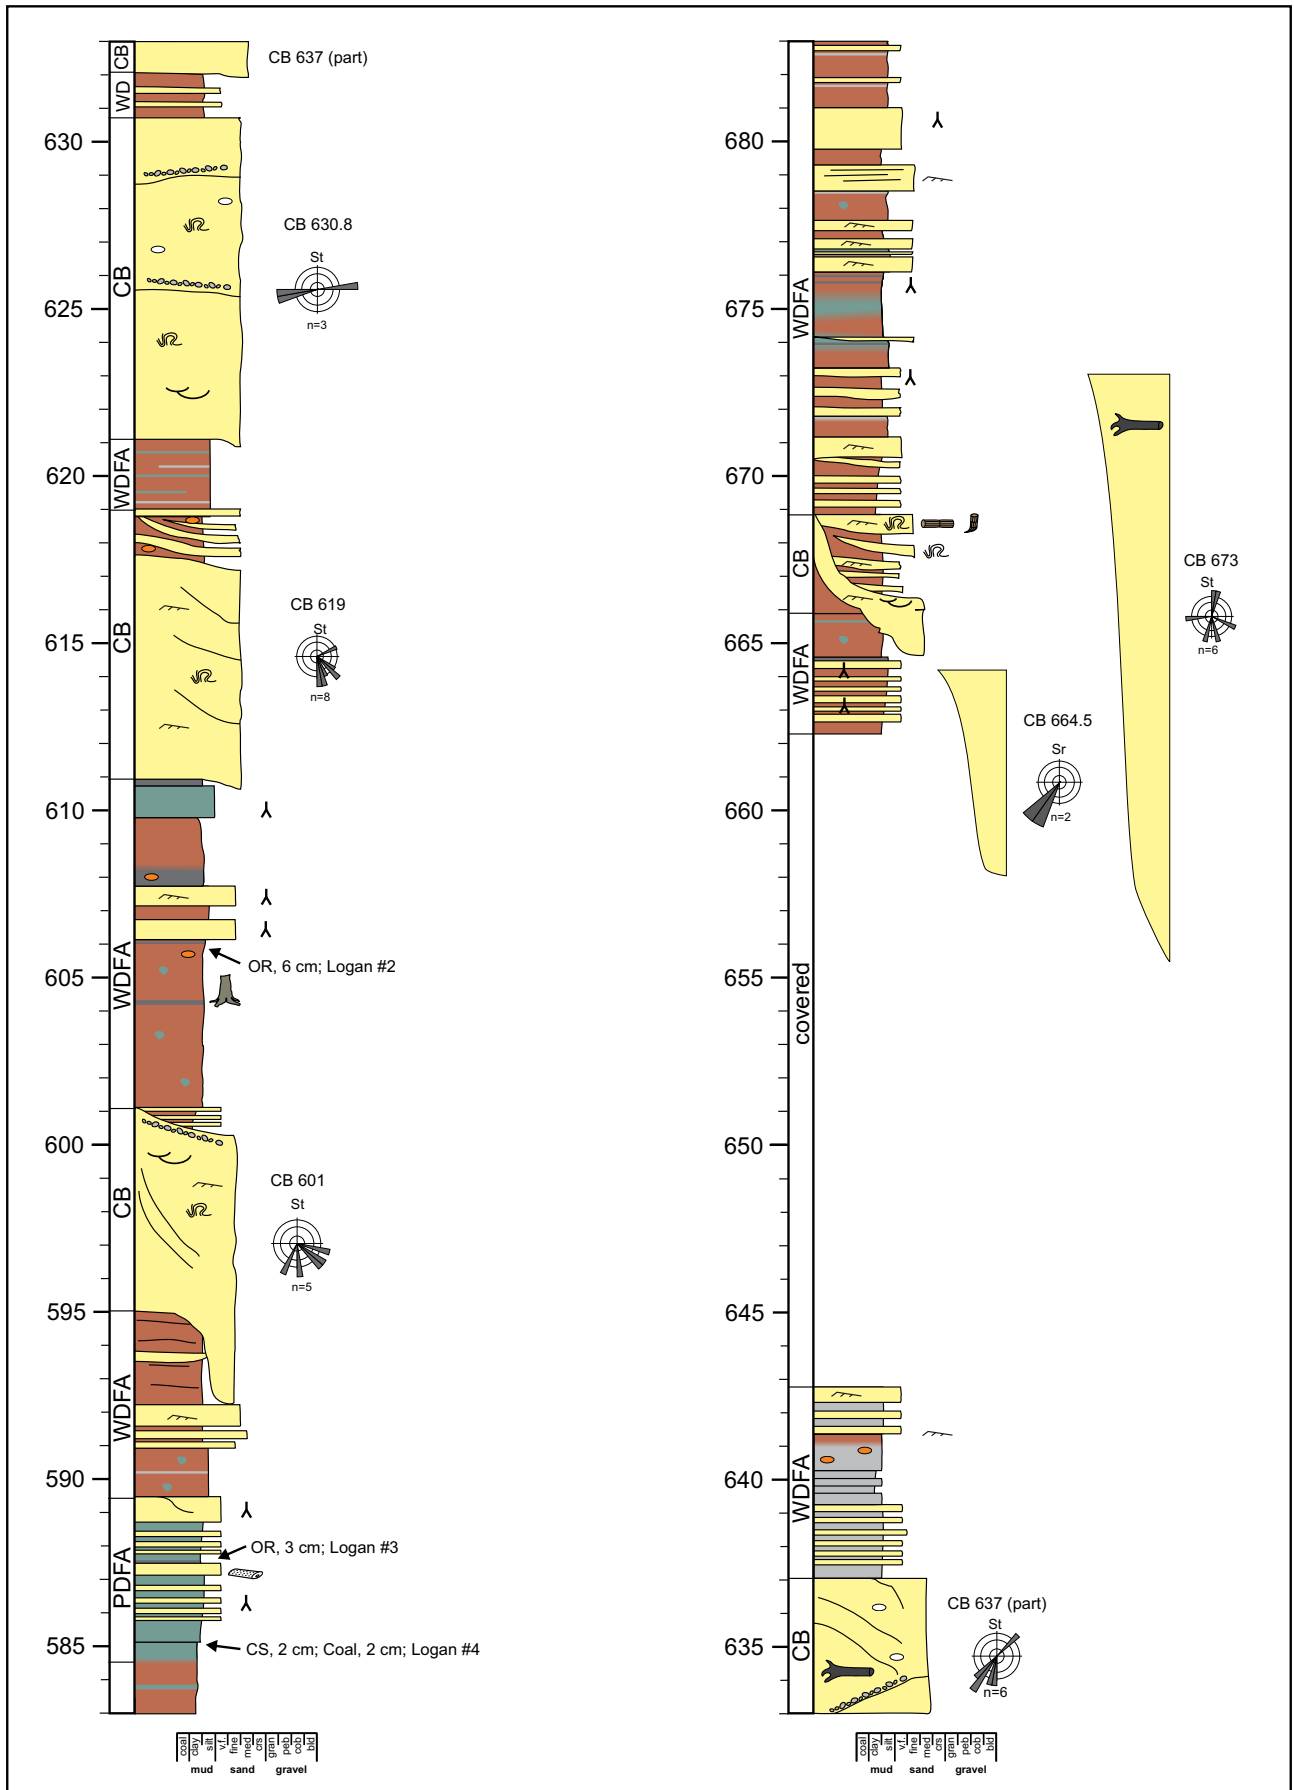 CB
CB 637 (part)
WD
630
CB
CB 630.8
St
n=3
625
WDFA
620
CB
CB 619
St
n=8
615
610
WDFA
OR, 6 cm; Logan #2
605
600
CB
CB 601
St
n=5
595
WDFA
590
PDFA
OR, 3 cm; Logan #3
585
CS, 2 cm; Coal, 2 cm; Logan #4
coal
clay
silt
v.f.
fine
med
crs
gran
peb
cob
bld
mud
sand
gravel
680
WDFA
675
670
CB
CB 673
St
n=6
665
WDFA
CB 664.5
Sr
n=2
660
655
covered
650
645
WDFA
640
CB
CB 637 (part)
St
n=6
635
coal
clay
silt
v.f.
fine
med
crs
gran
peb
cob
bld
mud
sand
gravel